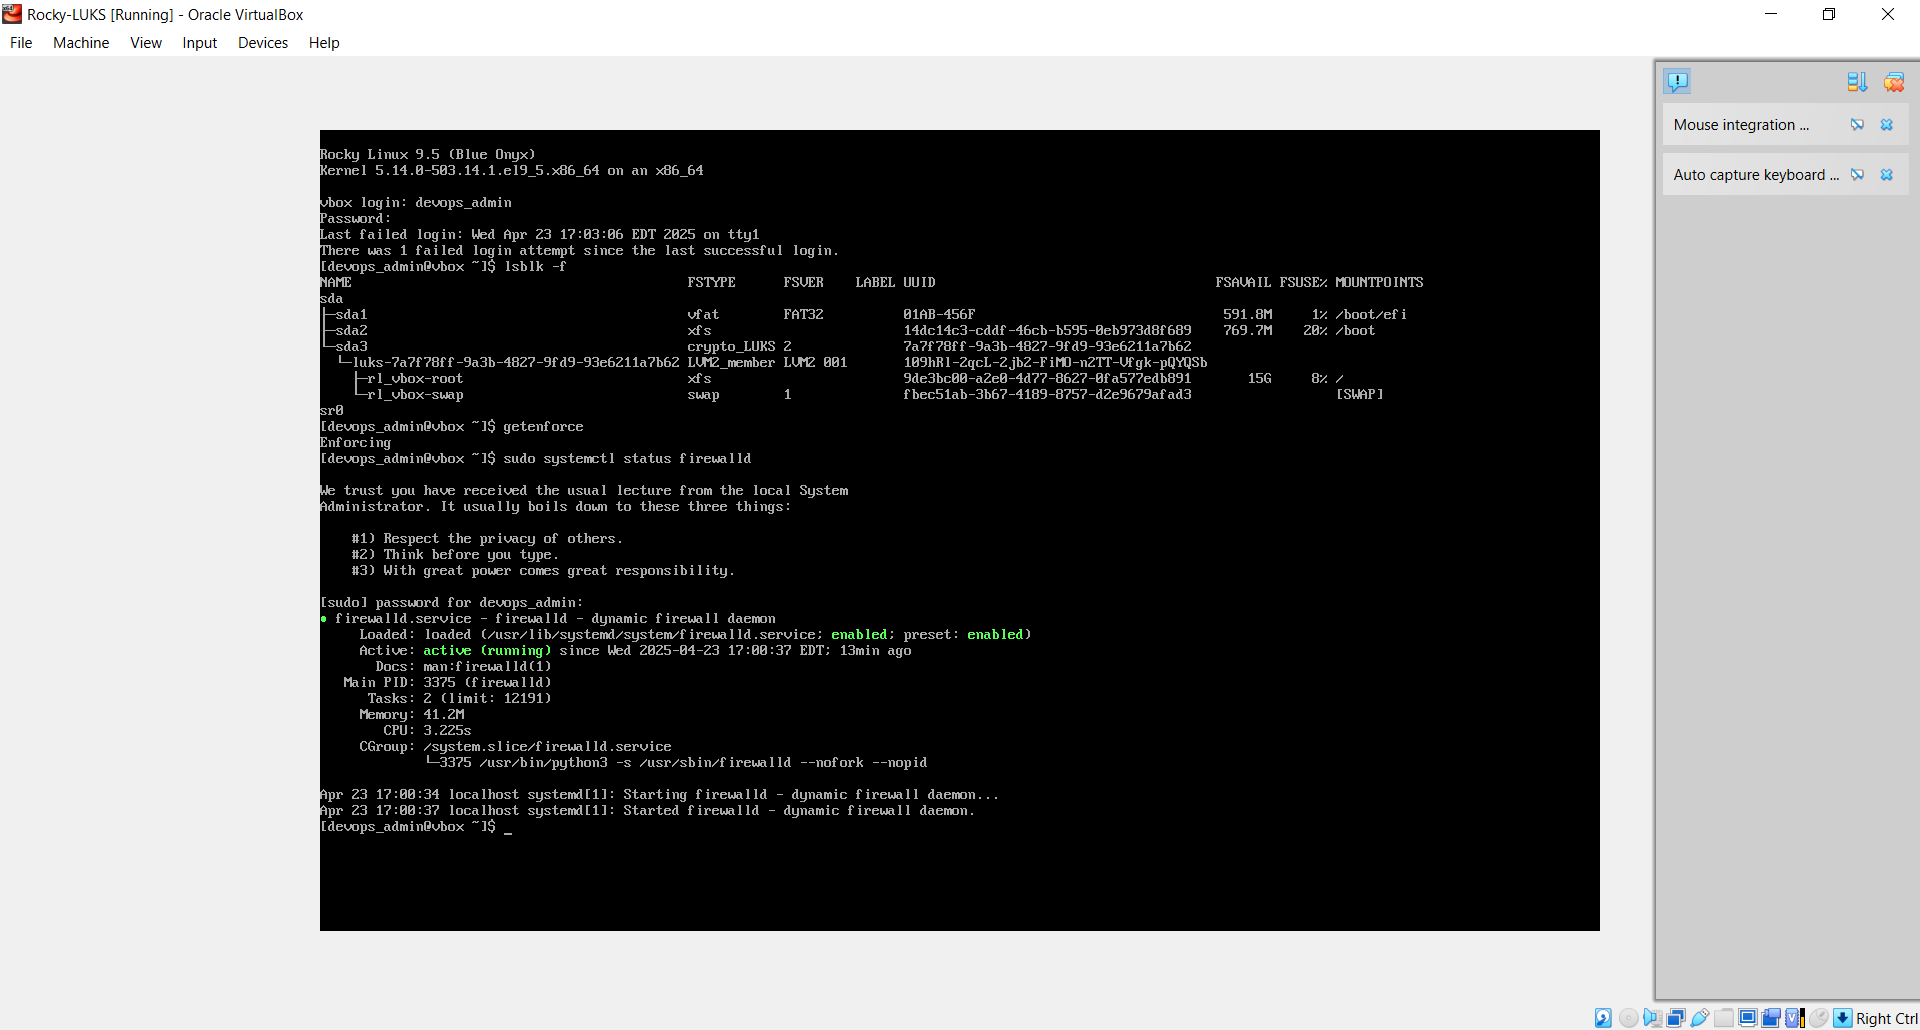 Rocky-LUKS [Running] - Oracle VirtualBox
File Machine View Input Devices Help
Mouse integration ...
Auto capture keyboard ...
Rocky Linux 9.5 (Blue Onyx)
Kernel 5.14.0-503.14.1.el9_5.x86_64 on an x86_64
vbox login: devops_admin
Password:
Last failed login: Wed Apr 23 17:03:06 EDT 2025 on tty1
There was 1 failed login attempt since the last successful login.
[devops_admin@vbox ~]$ lsblk -f
NAME FSTYPE FSVER LABEL UUID FSAVAIL FSUSE% MOUNTPOINTS
sda
├─sda1 vfat FAT32 01AB-456F 591.8M 1% /boot/efi
├─sda2 xfs 14dc14c3-cddf-46cb-b595-0eb973d8f689 769.7M 20% /boot
└─sda3 crypto_LUKS 2 7a7f78ff-9a3b-4827-9fd9-93e6211a7b62
└─luks-7a7f78ff-9a3b-4827-9fd9-93e6211a7b62 LVM2_member LVM2 001 109hRl-2qcL-2jb2-FiMO-n2TT-Vfgk-pQYQSb
├─rl_vbox-root xfs 9de3bc00-a2e0-4d77-8627-0fa577edb891 15G 8% /
└─rl_vbox-swap swap 1 fbec51ab-3b67-4189-8757-d2e9679afad3 [SWAP]
sr0
[devops_admin@vbox ~]$ getenforce
Enforcing
[devops_admin@vbox ~]$ sudo systemctl status firewalld
We trust you have received the usual lecture from the local System
Administrator. It usually boils down to these three things:
#1) Respect the privacy of others.
#2) Think before you type.
#3) With great power comes great responsibility.
[sudo] password for devops_admin:
● firewalld.service - firewalld - dynamic firewall daemon
Loaded: loaded (/usr/lib/systemd/system/firewalld.service; enabled; preset: enabled)
Active: active (running) since Wed 2025-04-23 17:00:37 EDT; 13min ago
Docs: man:firewalld(1)
Main PID: 3375 (firewalld)
Tasks: 2 (limit: 12191)
Memory: 41.2M
CPU: 3.225s
CGroup: /system.slice/firewalld.service
└─3375 /usr/bin/python3 -s /usr/sbin/firewalld --nofork --nopid
Apr 23 17:00:34 localhost systemd[1]: Starting firewalld - dynamic firewall daemon...
Apr 23 17:00:37 localhost systemd[1]: Started firewalld - dynamic firewall daemon.
[devops_admin@vbox ~]$ _
Right Ctrl